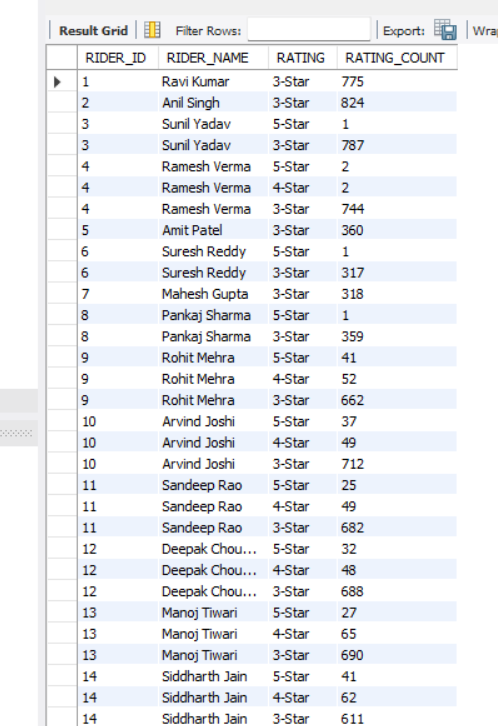 Result Grid Filter Rows: Export: Wrap
RIDER_ID RIDER_NAME RATING RATING_COUNT
1 Ravi Kumar 3-Star 775
2 Anil Singh 3-Star 824
3 Sunil Yadav 5-Star 1
3 Sunil Yadav 3-Star 787
4 Ramesh Verma 5-Star 2
4 Ramesh Verma 4-Star 2
4 Ramesh Verma 3-Star 744
5 Amit Patel 3-Star 360
6 Suresh Reddy 5-Star 1
6 Suresh Reddy 3-Star 317
7 Mahesh Gupta 3-Star 318
8 Pankaj Sharma 5-Star 1
8 Pankaj Sharma 3-Star 359
9 Rohit Mehra 5-Star 41
9 Rohit Mehra 4-Star 52
9 Rohit Mehra 3-Star 662
10 Arvind Joshi 5-Star 37
10 Arvind Joshi 4-Star 49
10 Arvind Joshi 3-Star 712
11 Sandeep Rao 5-Star 25
11 Sandeep Rao 4-Star 49
11 Sandeep Rao 3-Star 682
12 Deepak Chou... 5-Star 32
12 Deepak Chou... 4-Star 48
12 Deepak Chou... 3-Star 688
13 Manoj Tiwari 5-Star 27
13 Manoj Tiwari 4-Star 65
13 Manoj Tiwari 3-Star 690
14 Siddharth Jain 5-Star 41
14 Siddharth Jain 4-Star 62
14 Siddharth Jain 3-Star 611